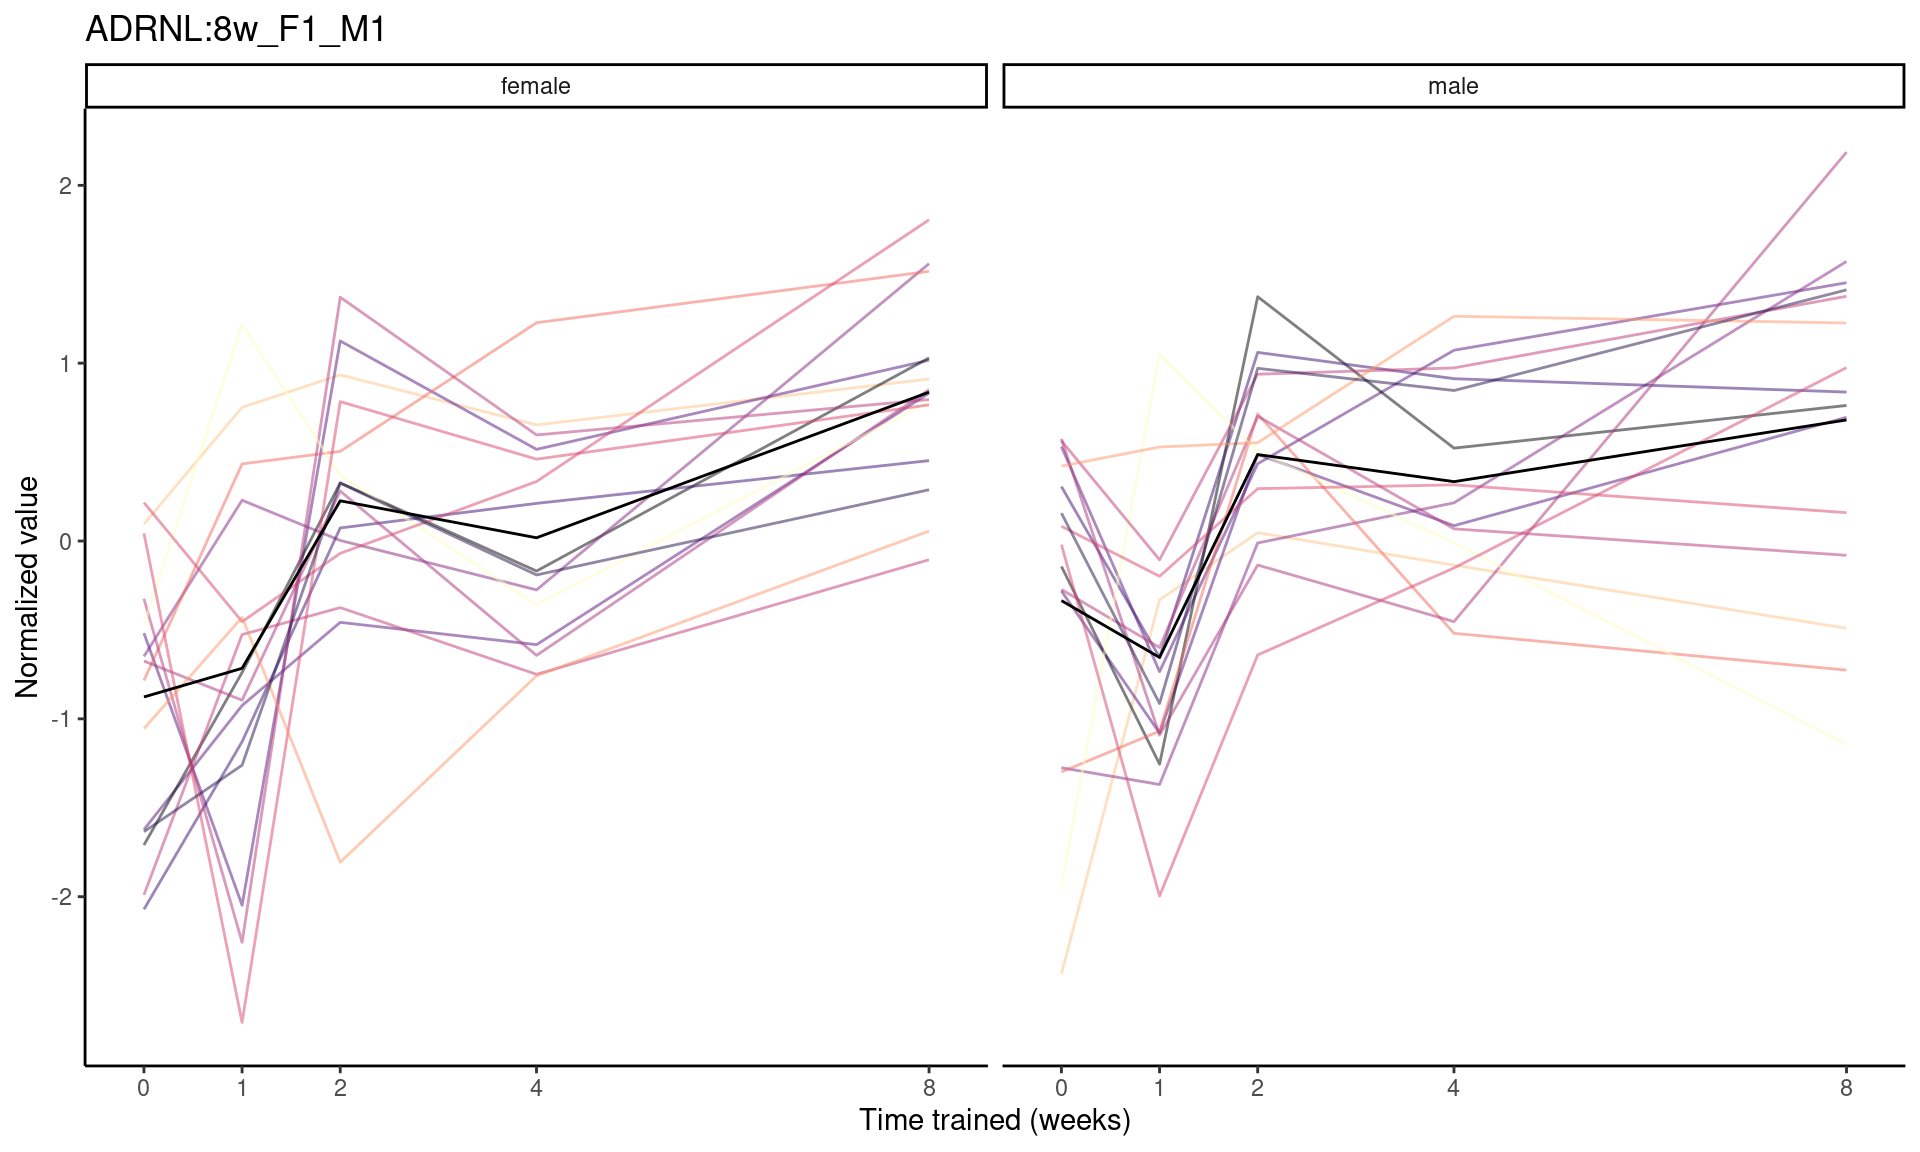 ADRNL:8w_F1_M1
female
male
Normalized value
2
1
0
-1
-2
0 1 2 4 8
0 1 2 4 8
Time trained (weeks)